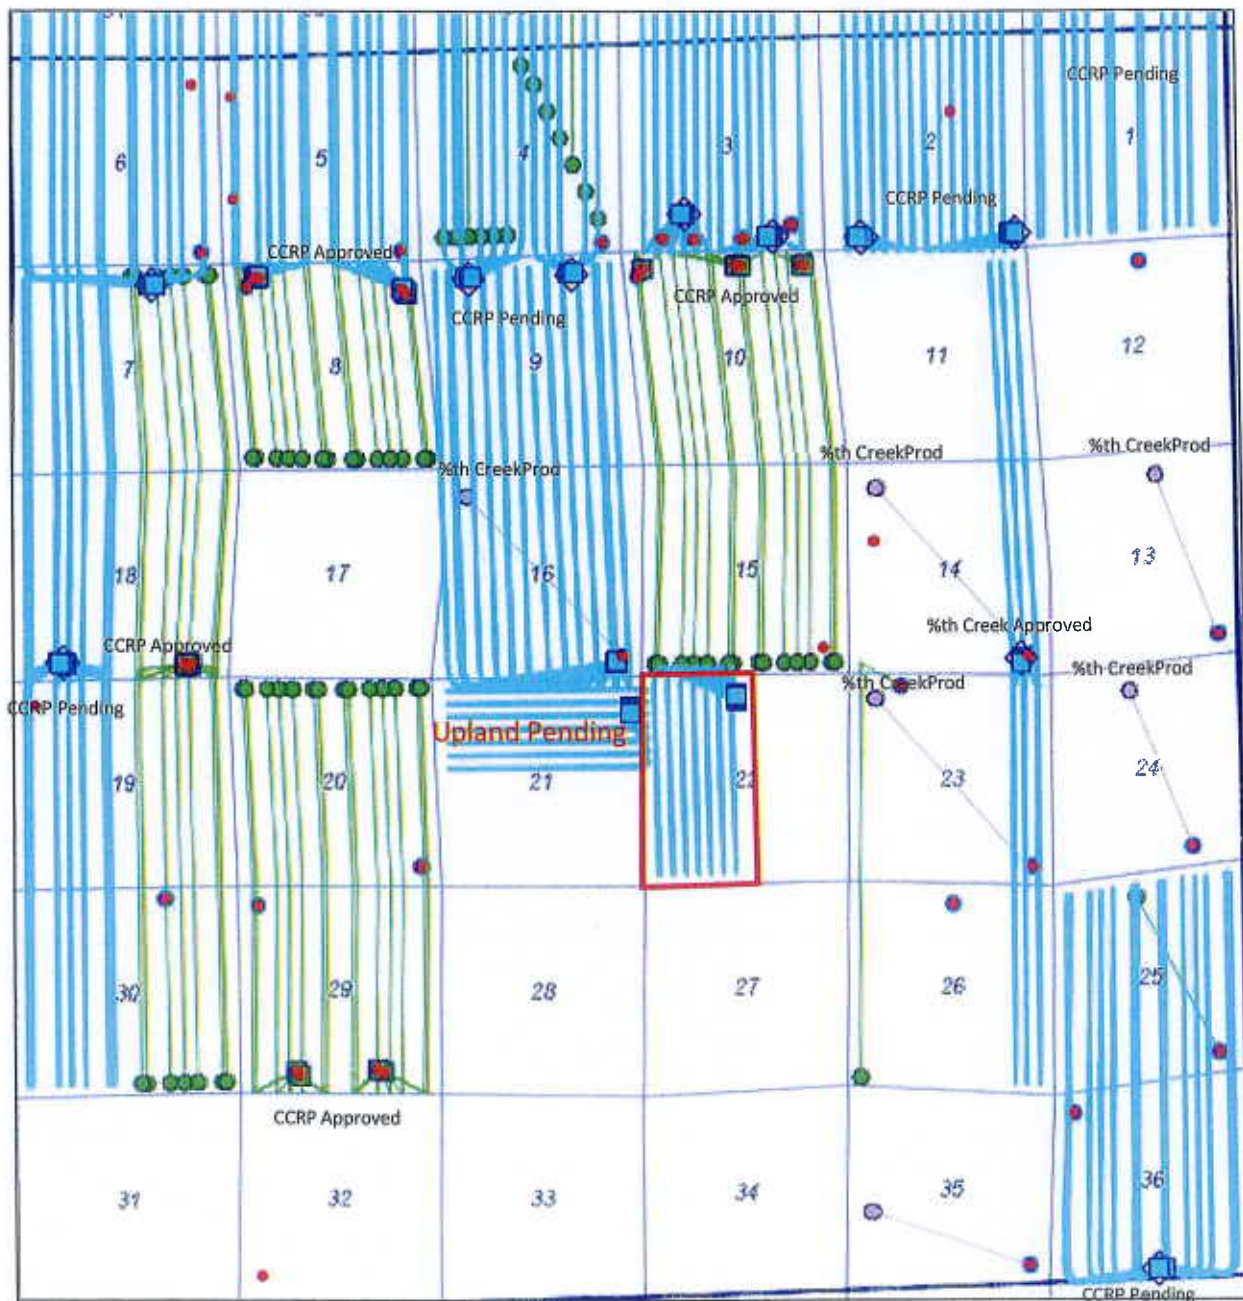 CCRP Pending
6
5
4
3
2
1
CCRP Pending
CCRP Approved
CCRP Approved
CCRP Pending
7
8
9
10
11
12
%th CreekProd
%th CreekProd
%th CreekProd
18
17
16
15
14
13
%th Creek Approved
CCRP Approved
%th CreekProd
%th CreekProd
CCRP Pending
Upland Pending
19
20
21
22
23
24
30
29
28
27
26
25
CCRP Approved
31
32
33
34
35
36
CCRP Pending